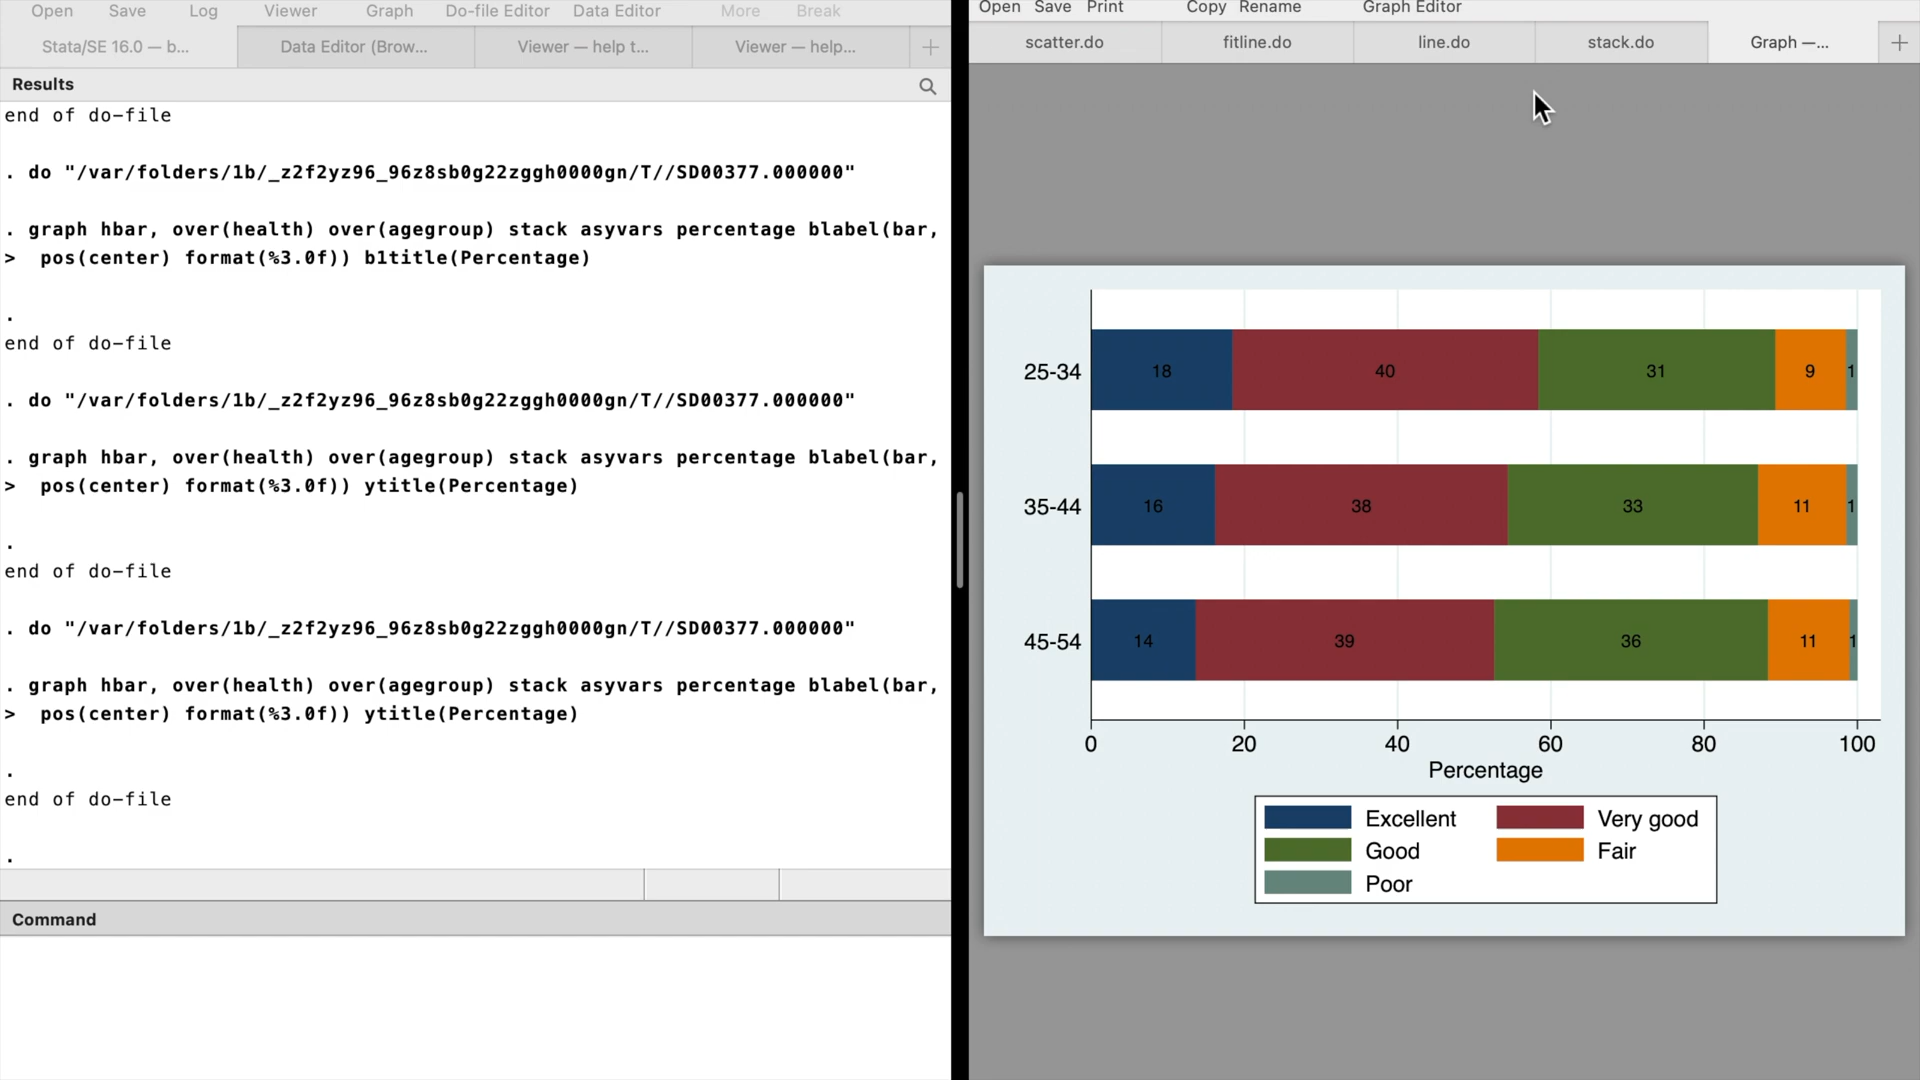 Open Save Log Viewer Graph Do-file Editor Data Editor More Break
Stata/SE 16.0 — b... Data Editor (Brow... Viewer — help t... Viewer — help...
Results
end of do-file
. do "/var/folders/1b/_z2f2yz96_96z8sb0g22zggh0000gn/T//SD00377.000000"
. graph hbar, over(health) over(agegroup) stack asyvars percentage blabel(bar,
>  pos(center) format(%3.0f)) b1title(Percentage)
.
end of do-file
. do "/var/folders/1b/_z2f2yz96_96z8sb0g22zggh0000gn/T//SD00377.000000"
. graph hbar, over(health) over(agegroup) stack asyvars percentage blabel(bar,
>  pos(center) format(%3.0f)) ytitle(Percentage)
.
end of do-file
. do "/var/folders/1b/_z2f2yz96_96z8sb0g22zggh0000gn/T//SD00377.000000"
. graph hbar, over(health) over(agegroup) stack asyvars percentage blabel(bar,
>  pos(center) format(%3.0f)) ytitle(Percentage)
.
end of do-file
.
Command
Open Save Print Copy Rename Graph Editor
scatter.do fitline.do line.do stack.do Graph —...
25-34 18 40 31 9 1
35-44 16 38 33 11 1
45-54 14 39 36 11 1
0 20 40 60 80 100
Percentage
Excellent Very good
Good Fair
Poor